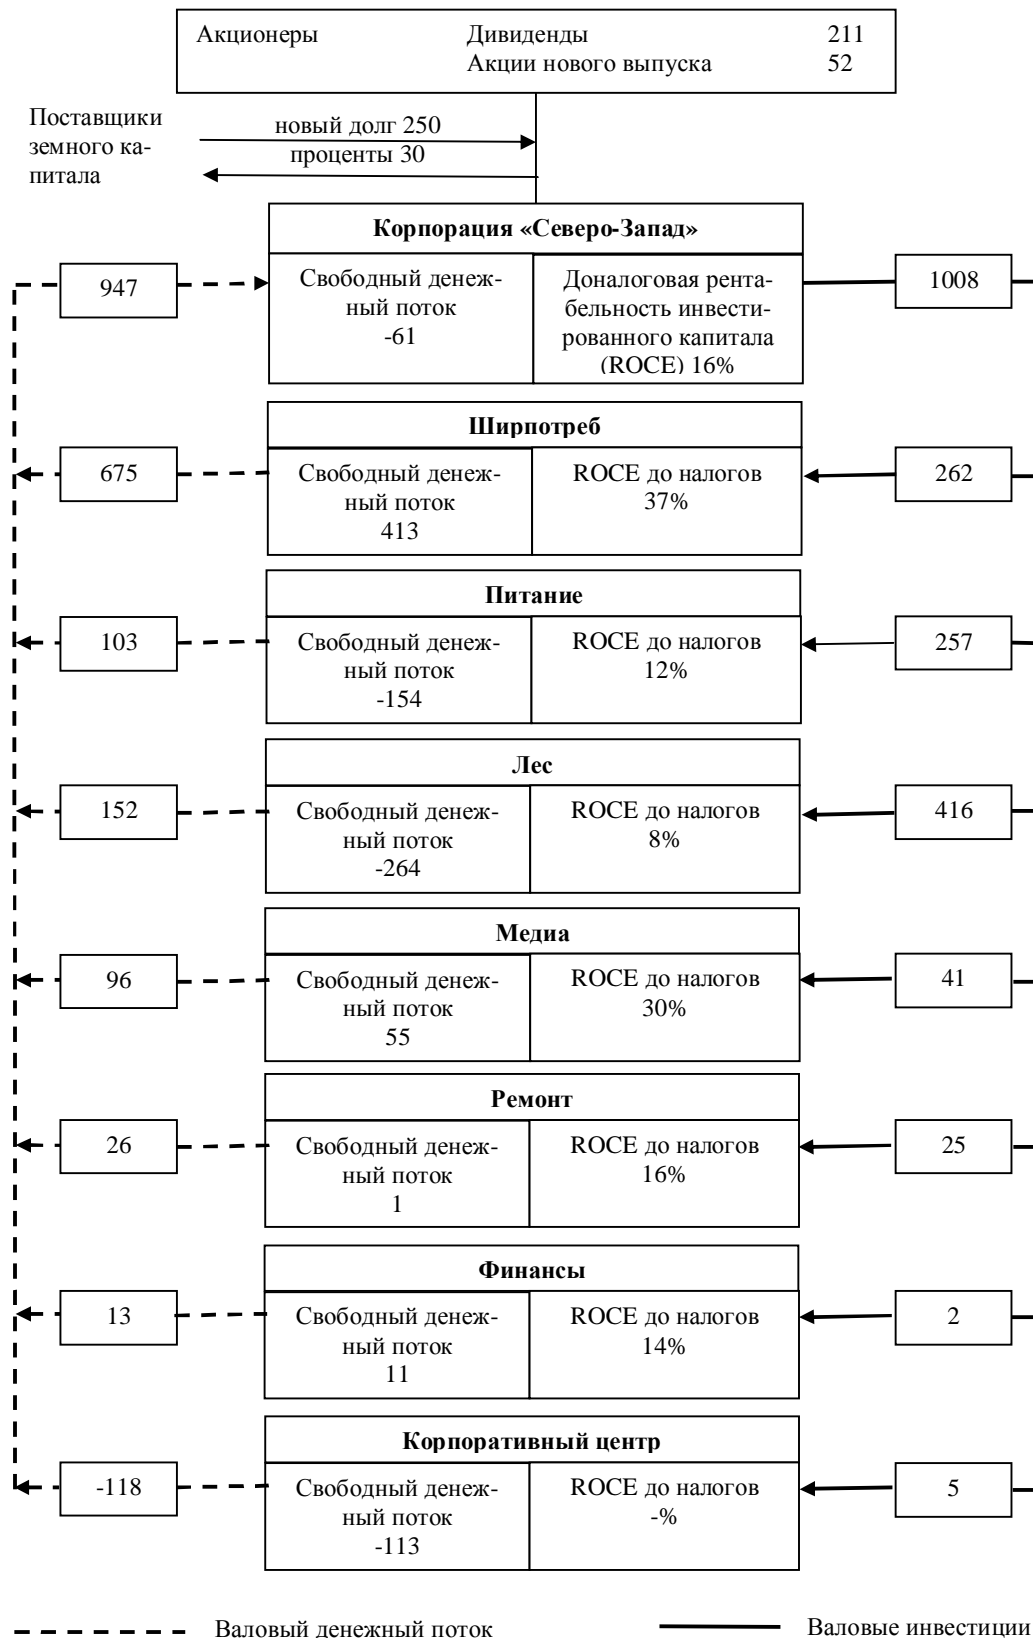 Акционеры Дивиденды 211
Акции нового выпуска 52
Поставщики
земного ка-
питала
новый долг 250
проценты 30
Корпорация «Северо-Запад»
947
Свободный денеж-
ный поток
-61
Доналоговая рента-
бельность инвести-
рованного капитала
(ROCE) 16%
1008
Ширпотреб
675
Свободный денеж-
ный поток
413
ROCE до налогов
37%
262
Питание
103
Свободный денеж-
ный поток
-154
ROCE до налогов
12%
257
Лес
152
Свободный денеж-
ный поток
-264
ROCE до налогов
8%
416
Медиа
96
Свободный денеж-
ный поток
55
ROCE до налогов
30%
41
Ремонт
26
Свободный денеж-
ный поток
1
ROCE до налогов
16%
25
Финансы
13
Свободный денеж-
ный поток
11
ROCE до налогов
14%
2
Корпоративный центр
-118
Свободный денеж-
ный поток
-113
ROCE до налогов
-%
5
Валовый денежный поток
Валовые инвестиции